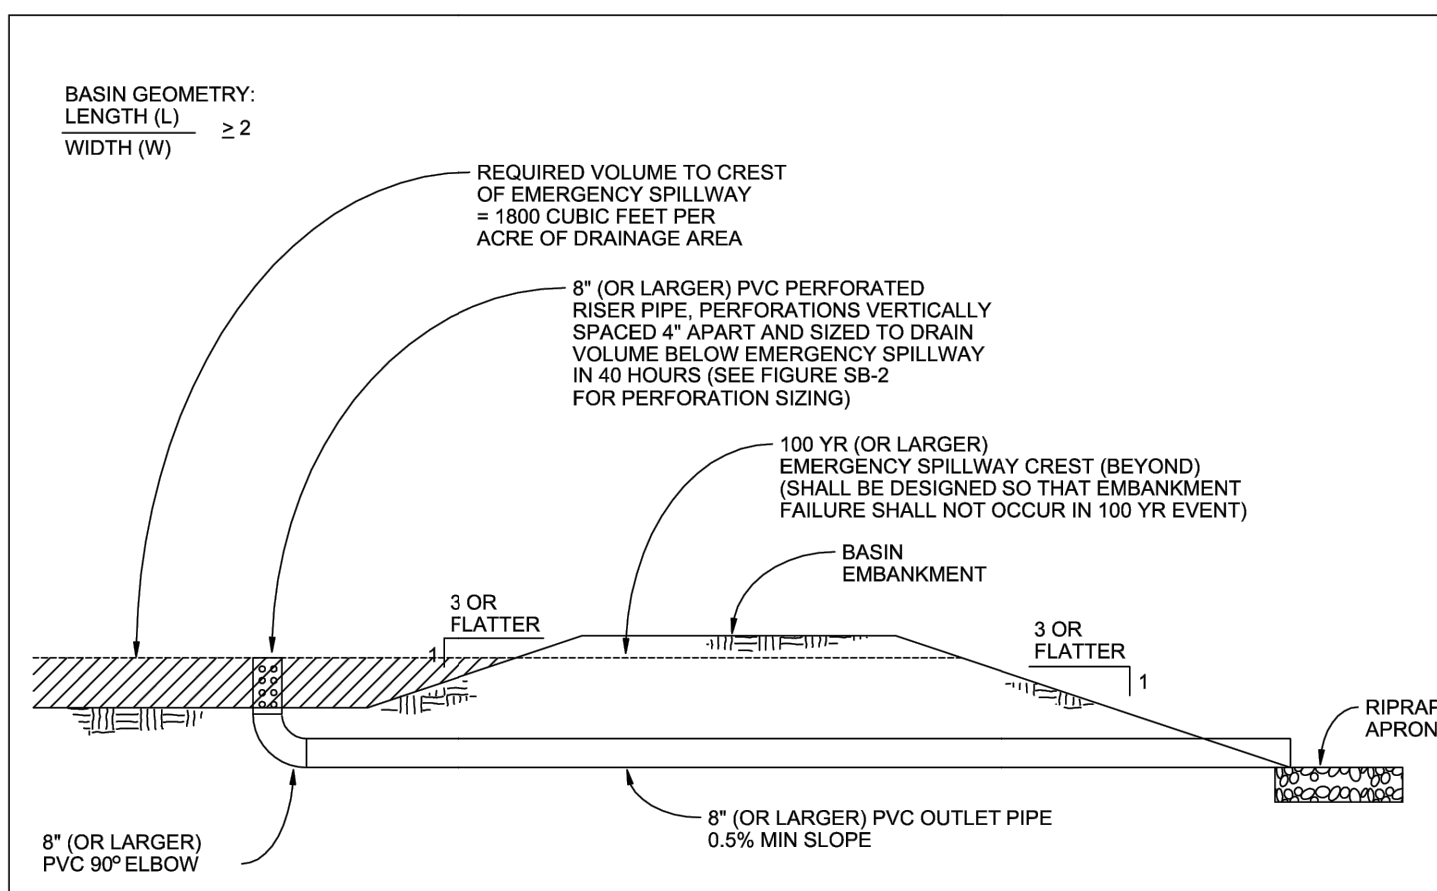 BASIN GEOMETRY:
LENGTH (L)
≥ 2
WIDTH (W)
REQUIRED VOLUME TO CREST
OF EMERGENCY SPILLWAY
= 1800 CUBIC FEET PER
ACRE OF DRAINAGE AREA
8" (OR LARGER) PVC PERFORATED
RISER PIPE, PERFORATIONS VERTICALLY
SPACED 4" APART AND SIZED TO DRAIN
VOLUME BELOW EMERGENCY SPILLWAY
IN 40 HOURS (SEE FIGURE SB-2
FOR PERFORATION SIZING)
100 YR (OR LARGER)
EMERGENCY SPILLWAY CREST (BEYOND)
(SHALL BE DESIGNED SO THAT EMBANKMENT
FAILURE SHALL NOT OCCUR IN 100 YR EVENT)
BASIN
EMBANKMENT
3 OR
FLATTER
1
3 OR
FLATTER
1
RIPRAP
APRON
8" (OR LARGER) PVC OUTLET PIPE
0.5% MIN SLOPE
8" (OR LARGER)
PVC 90º ELBOW